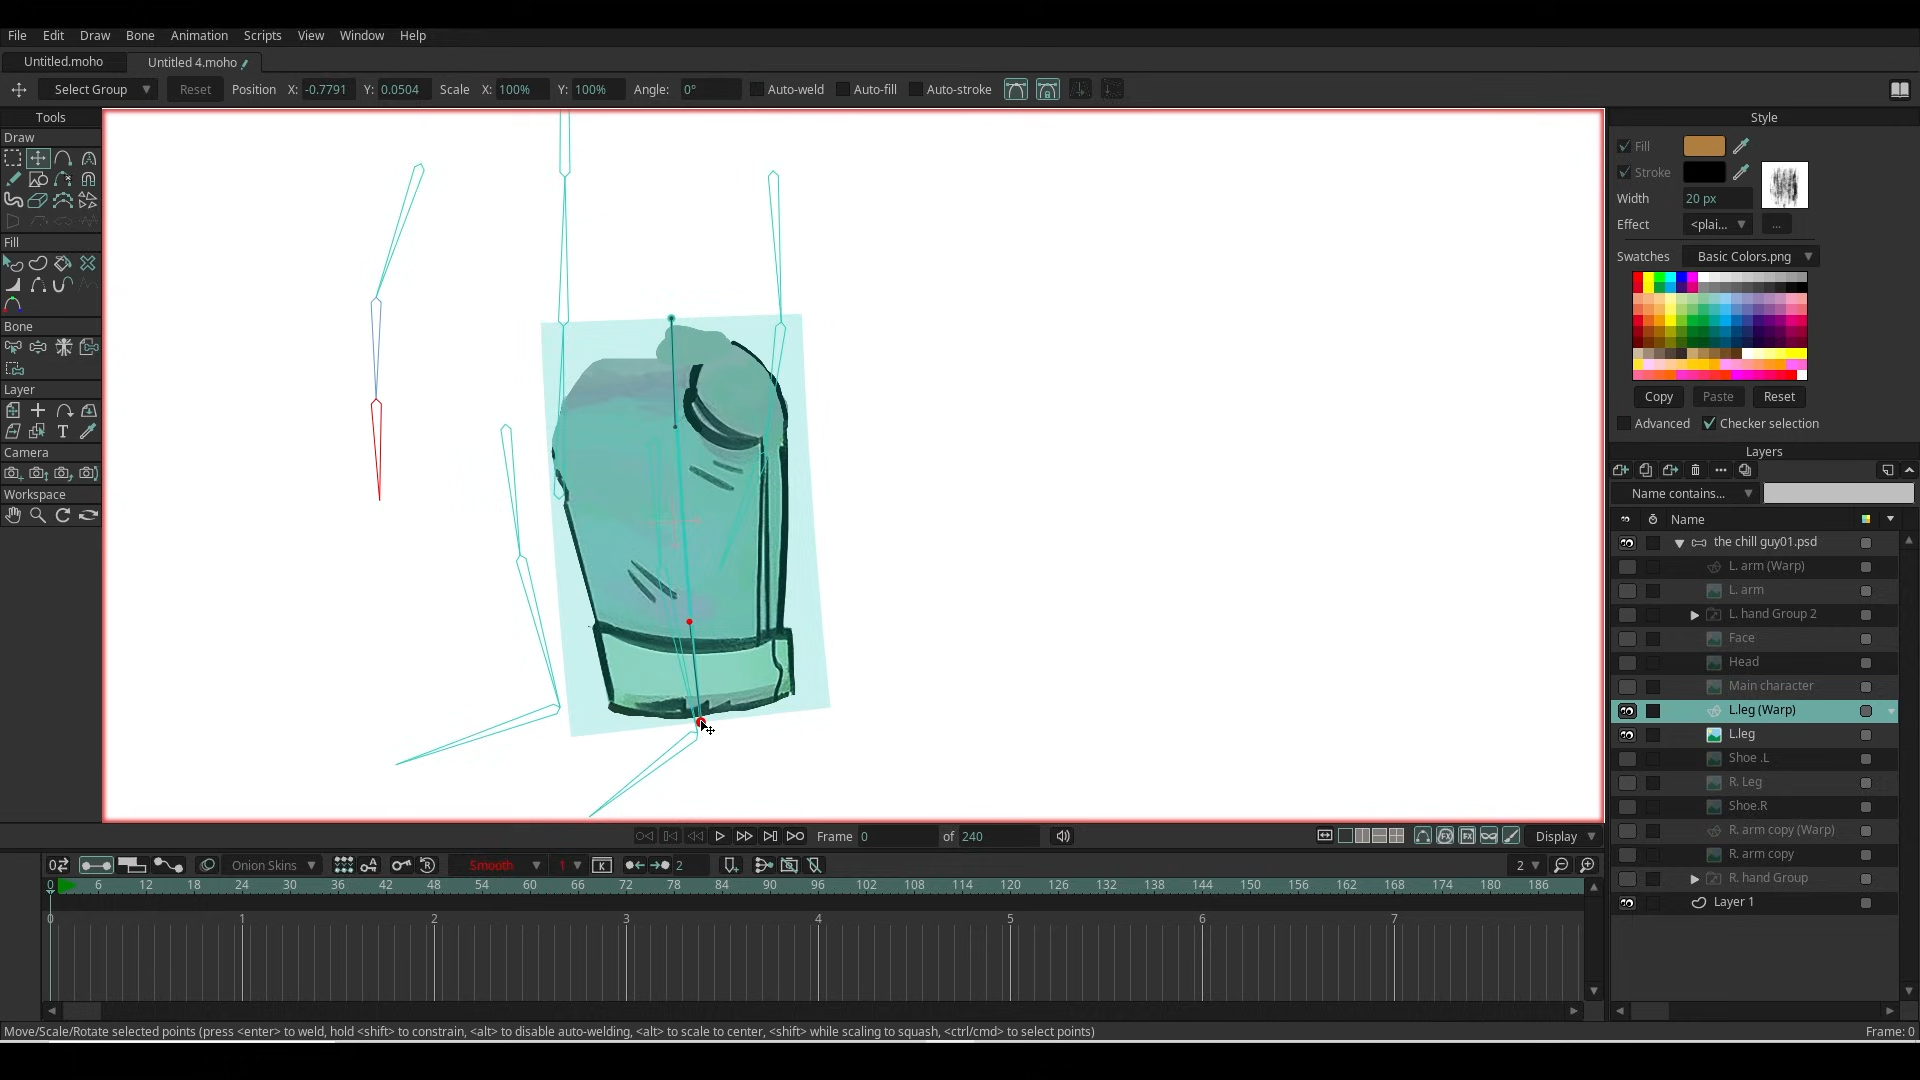 File Edit Draw Bone Animation Scripts View Window Help
Untitled.moho Untitled 4.moho
Select Group Reset Position X: -0.7791 Y: 0.0504 Scale X: 100% Y: 100% Angle: 0° Auto-weld Auto-fill Auto-stroke
Tools
Draw
Fill
Bone
Layer
Camera
Workspace
Style
Fill
Stroke
Width 20 px
Effect <plai... ...
Swatches Basic Colors.png
Copy Paste Reset
Advanced Checker selection
Layers
Name contains...
Name
the chill guy01.psd
L. arm (Warp)
L. arm
L. hand Group 2
Face
Head
Main character
L.leg (Warp)
L.leg
Shoe .L
R. Leg
Shoe.R
R. arm copy (Warp)
R. arm copy
R. hand Group
Layer 1
Frame 0 of 240 Display
Onion Skins Smooth 1 2 2
0 6 12 18 24 30 36 42 48 54 60 66 72 78 84 90 96 102 108 114 120 126 132 138 144 150 156 162 168 174 180 186
0 1 2 3 4 5 6 7
Move/Scale/Rotate selected points (press <enter> to weld, hold <shift> to constrain, <alt> to disable auto-welding, <alt> to scale to center, <shift> while scaling to squash, <ctrl/cmd> to select points) Frame: 0